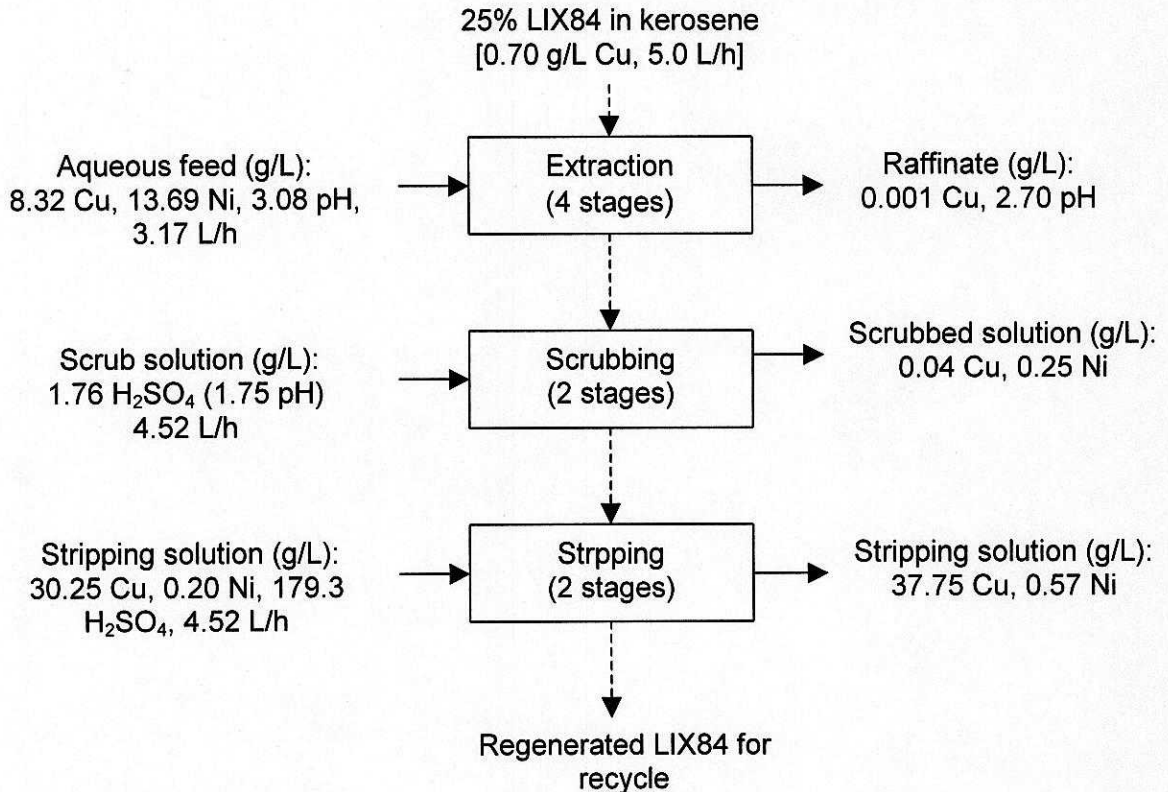 25% LIX84 in kerosene
[0.70 g/L Cu, 5.0 L/h]
Aqueous feed (g/L):
8.32 Cu, 13.69 Ni, 3.08 pH,
3.17 L/h
Extraction
(4 stages)
Raffinate (g/L):
0.001 Cu, 2.70 pH
Scrub solution (g/L):
1.76 H₂SO₄ (1.75 pH)
4.52 L/h
Scrubbing
(2 stages)
Scrubbed solution (g/L):
0.04 Cu, 0.25 Ni
Stripping solution (g/L):
30.25 Cu, 0.20 Ni, 179.3
H₂SO₄, 4.52 L/h
Strpping
(2 stages)
Stripping solution (g/L):
37.75 Cu, 0.57 Ni
Regenerated LIX84 for
recycle